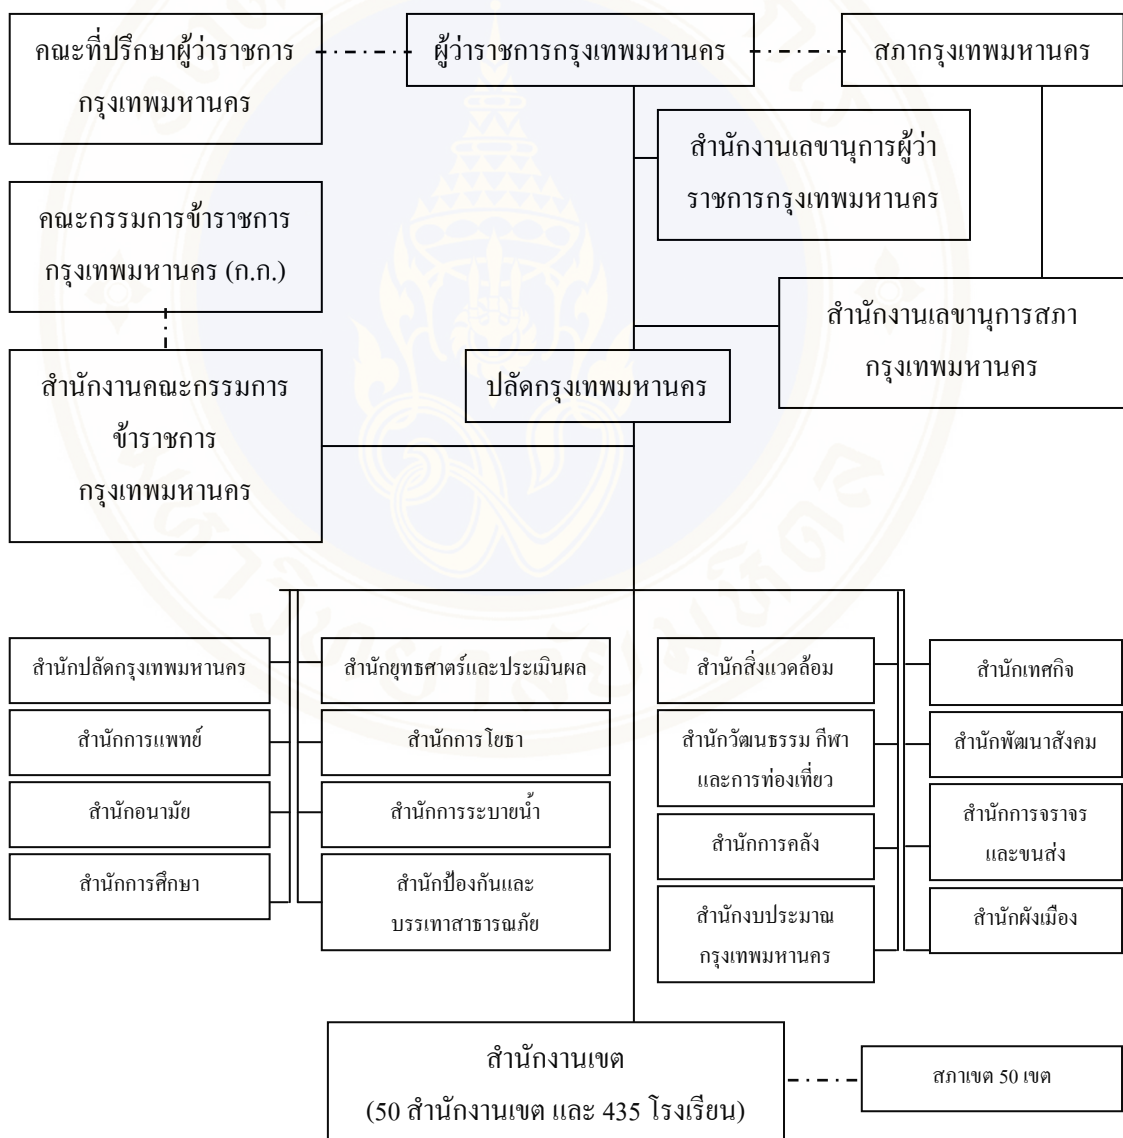 คณะที่ปรึกษาผู้ว่าราชการ
กรุงเทพมหานคร
ผู้ว่าราชการกรุงเทพมหานคร
สภากรุงเทพมหานคร
สำนักงานเลขานุการผู้ว่า
ราชการกรุงเทพมหานคร
คณะกรรมการข้าราชการ
กรุงเทพมหานคร (ก.ก.)
สำนักงานเลขานุการสภา
กรุงเทพมหานคร
สำนักงานคณะกรรมการ
ข้าราชการ
กรุงเทพมหานคร
ปลัดกรุงเทพมหานคร
สำนักปลัดกรุงเทพมหานคร
สำนักการแพทย์
สำนักอนามัย
สำนักการศึกษา
สำนักยุทธศาตร์และประเมินผล
สำนักการโยธา
สำนักการระบายน้ำ
สำนักป้องกันและ
บรรเทาสาธารณภัย
สำนักสิ่งแวดล้อม
สำนักวัฒนธรรม กีฬา
และการท่องเที่ยว
สำนักการคลัง
สำนักงบประมาณ
กรุงเทพมหานคร
สำนักเทศกิจ
สำนักพัฒนาสังคม
สำนักการจราจร
และขนส่ง
สำนักผังเมือง
สำนักงานเขต
(50 สำนักงานเขต และ 435 โรงเรียน)
สภาเขต 50 เขต
มหาวิทยาลัยมหิดล